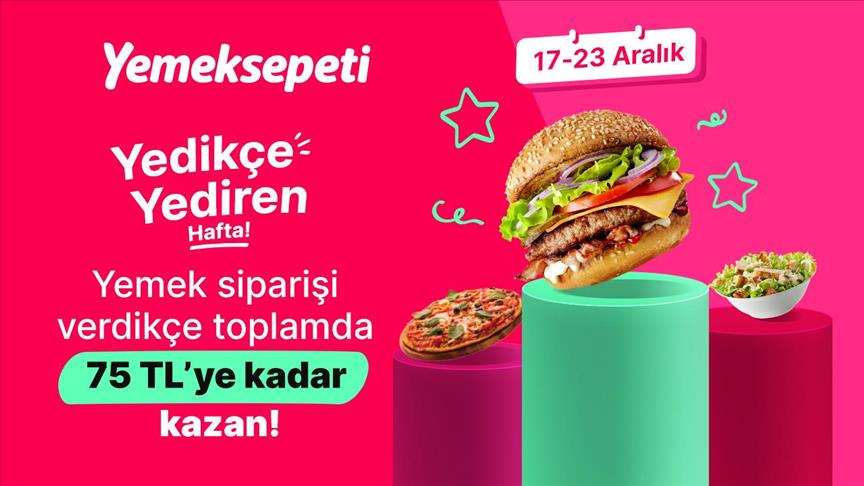 Yemeksepeti
17-23 Aralık
Yedikçe
Yediren
Hafta!
Yemek siparişi
verdikçe toplamda
75 TL’ye kadar
kazan!